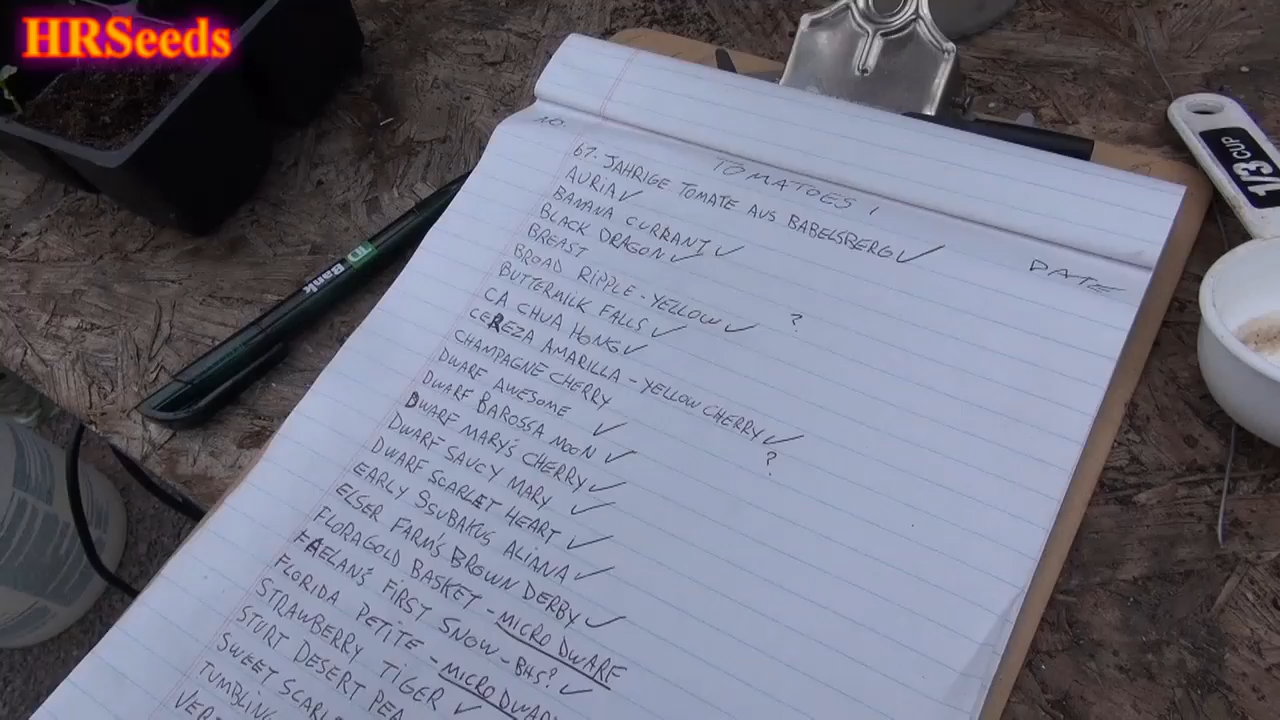 HRSeeds
1/3 CUP
TD Bank
NO.
TOMATOES 1
DATE
67. JAHRIGE TOMATE AUS BABELSBERG ✓
AURIA ✓
BANANA CURRANT ✓
BLACK DRAGON ✓
BREAST
BROAD RIPPLE - YELLOW ✓ ?
BUTTERMILK FALLS ✓
CA CHUA HONG ✓
CEREZA AMARILLA - YELLOW CHERRY ✓
CHAMPAGNE CHERRY ?
DWARF AWESOME ✓
DWARF BAROSSA MOON ✓
DWARF MARY'S CHERRY ✓
DWARF SAUCY MARY ✓
DWARF SCARLET HEART ✓
EARLY SSUBAKUS ALIANA ✓
ELSER FARM'S BROWN DERBY ✓
FLORAGOLD BASKET - MICRO DWARF
FAELAN'S FIRST SNOW - BHS? ✓
FLORIDA PETITE - MICRO DWARF
STRAWBERRY TIGER ✓
STURT DESERT PEA
SWEET